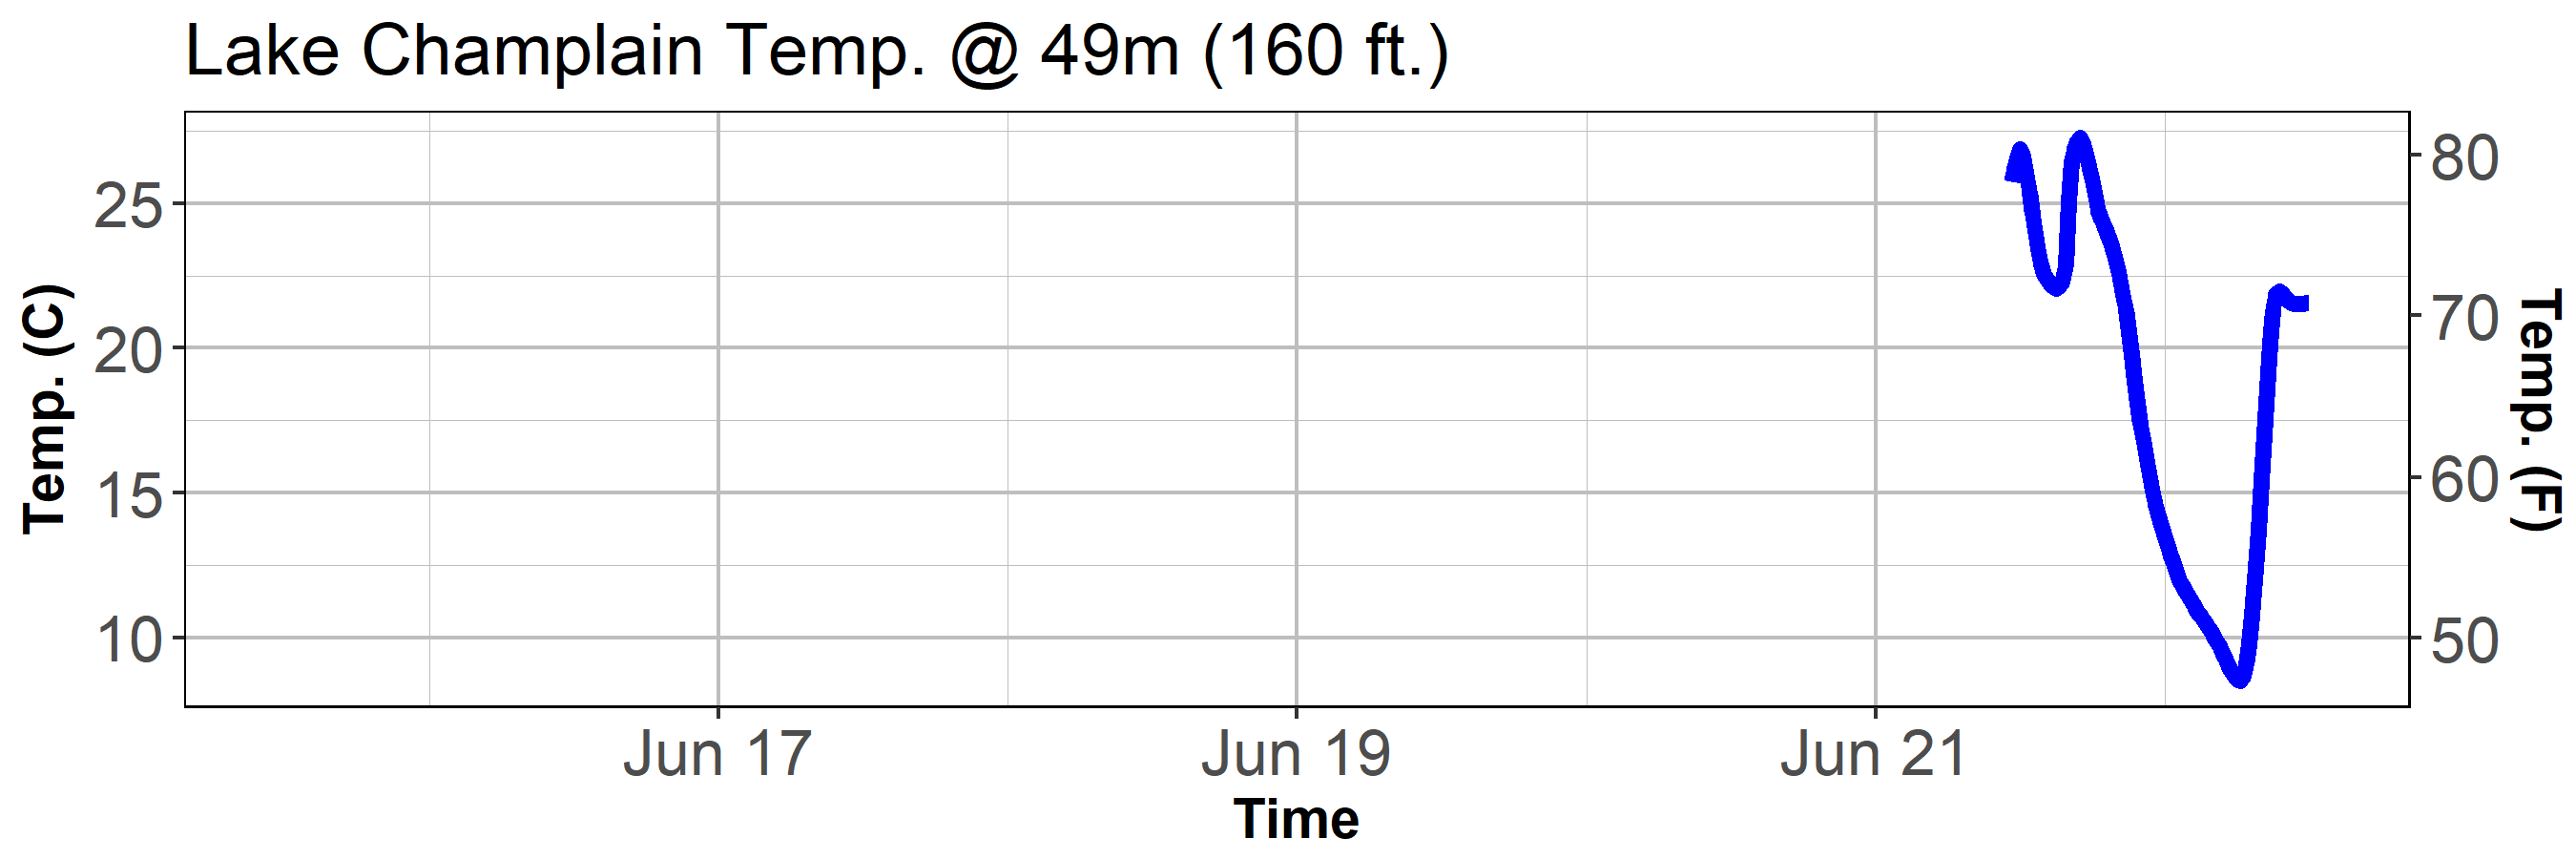 Lake Champlain Temp. @ 49m (160 ft.)
Temp. (C)
25
20
15
10
80
70
60
50
Temp. (F)
Jun 17
Jun 19
Jun 21
Time